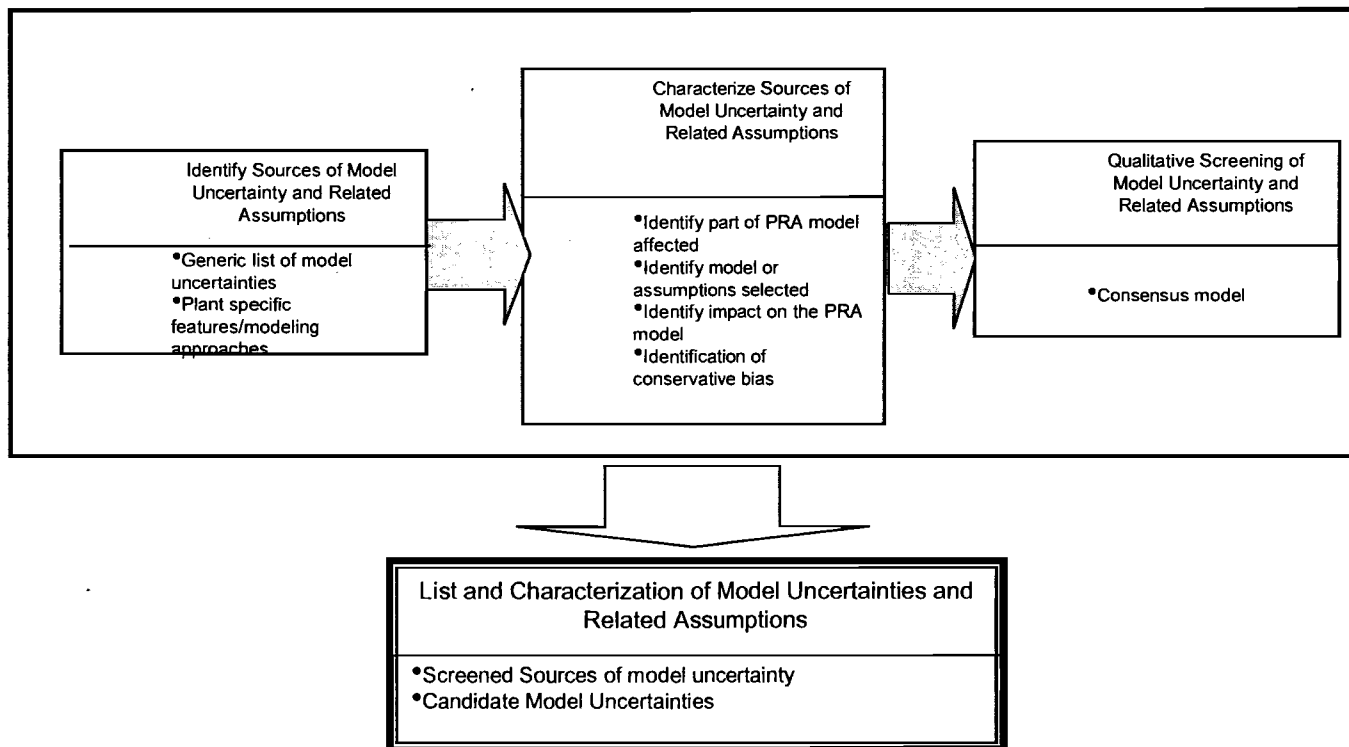 Identify Sources of Model
Uncertainty and Related
Assumptions
•Generic list of model
uncertainties
•Plant specific
features/modeling
approaches
Characterize Sources of
Model Uncertainty and
Related Assumptions
•Identify part of PRA model
affected
•Identify model or
assumptions selected
•Identify impact on the PRA
model
•Identification of
conservative bias
Qualitative Screening of
Model Uncertainty and
Related Assumptions
•Consensus model
List and Characterization of Model Uncertainties and
Related Assumptions
•Screened Sources of model uncertainty
•Candidate Model Uncertainties